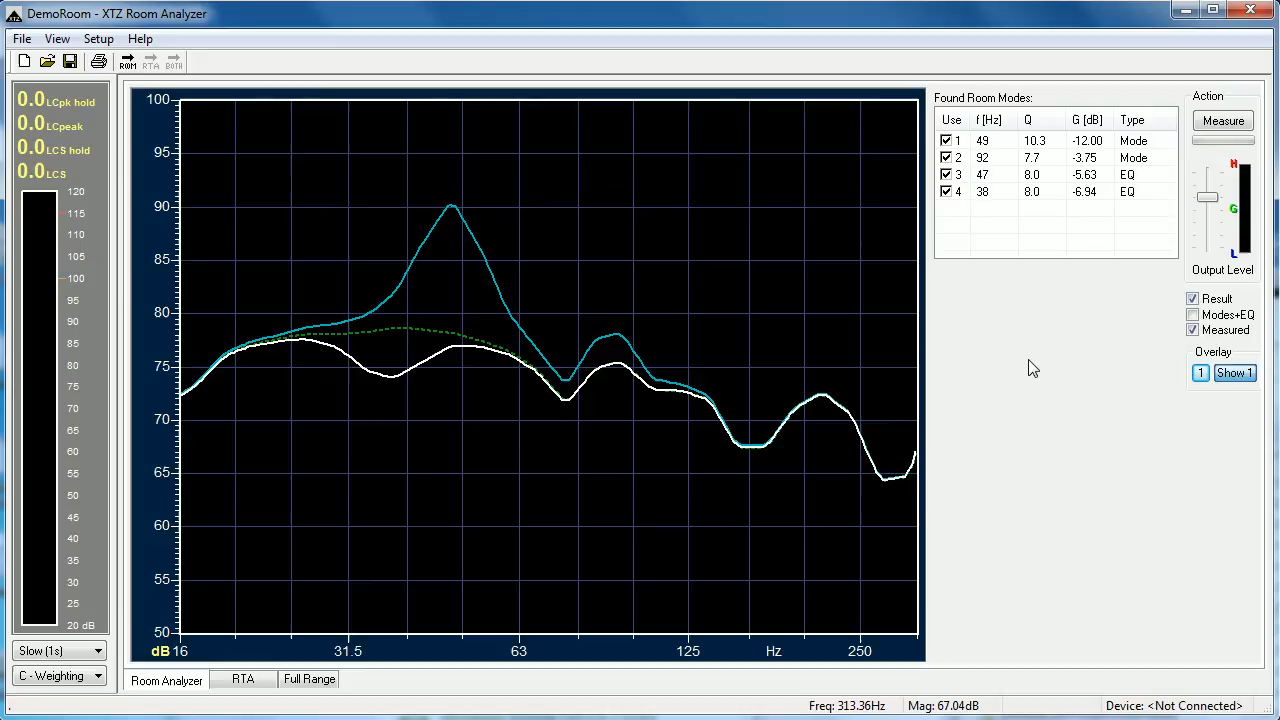 DemoRoom - XTZ Room Analyzer
File View Setup Help
ROM RTA BOTH
0.0 LCpk hold
0.0 LCpeak
0.0 LCS hold
0.0 LCS
120
115
110
105
100
95
90
85
80
75
70
65
60
55
50
45
40
35
30
25
20 dB
Slow (1s)
C - Weighting
100
95
90
85
80
75
70
65
60
55
50
dB 16 31.5 63 125 Hz 250
Room Analyzer RTA Full Range
Found Room Modes:
Use f [Hz] Q G [dB] Type
1 49 10.3 -12.00 Mode
2 92 7.7 -3.75 Mode
3 47 8.0 -5.63 EQ
4 38 8.0 -6.94 EQ
Action
Measure
H
G
L
Output Level
Result
Modes+EQ
Measured
Overlay
1 Show 1
. Freq: 313.36Hz Mag: 67.04dB Device: <Not Connected>